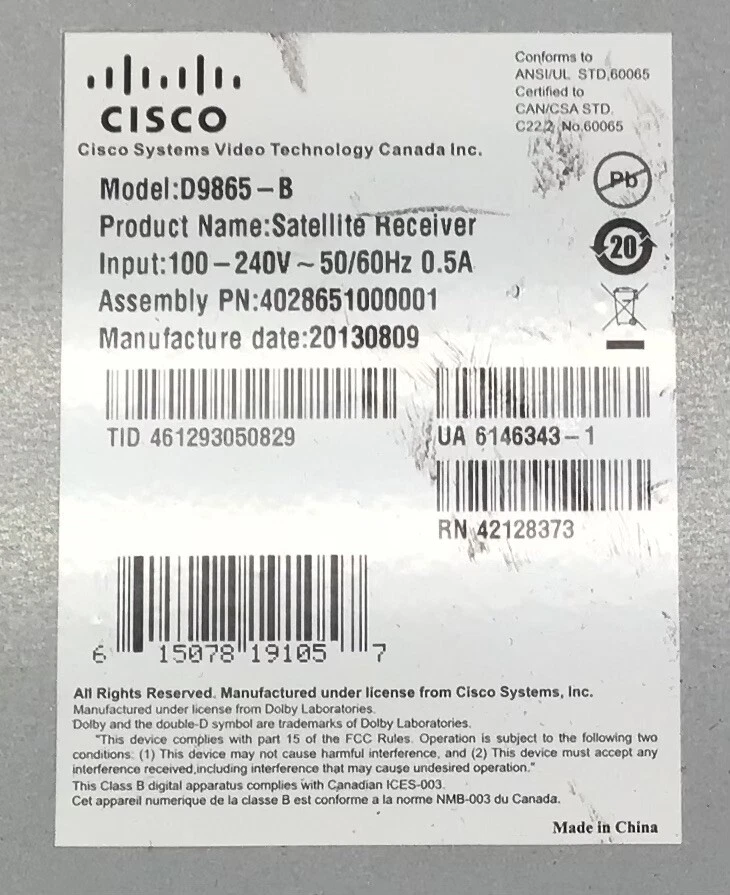 CISCO
Cisco Systems Video Technology Canada Inc.
Conforms to
ANSI/UL STD,60065
Certified to
CAN/CSA STD.
C22.2 No.60065
Pb
20
Model:D9865-B
Product Name:Satellite Receiver
Input:100-240V~50/60Hz 0.5A
Assembly PN:4028651000001
Manufacture date:20130809
TID 461293050829
UA 6146343-1
RN 42128373
6 15078 19105 7
All Rights Reserved. Manufactured under license from Cisco Systems, Inc.
Manufactured under license from Dolby Laboratories.
Dolby and the double-D symbol are trademarks of Dolby Laboratories.
"This device complies with part 15 of the FCC Rules. Operation is subject to the following two
conditions: (1) This device may not cause harmful interference, and (2) This device must accept any
interference received,including interference that may cause undesired operation."
This Class B digital apparatus complies with Canadian ICES-003.
Cet appareil numerique de la classe B est conforme a la norme NMB-003 du Canada.
Made in China